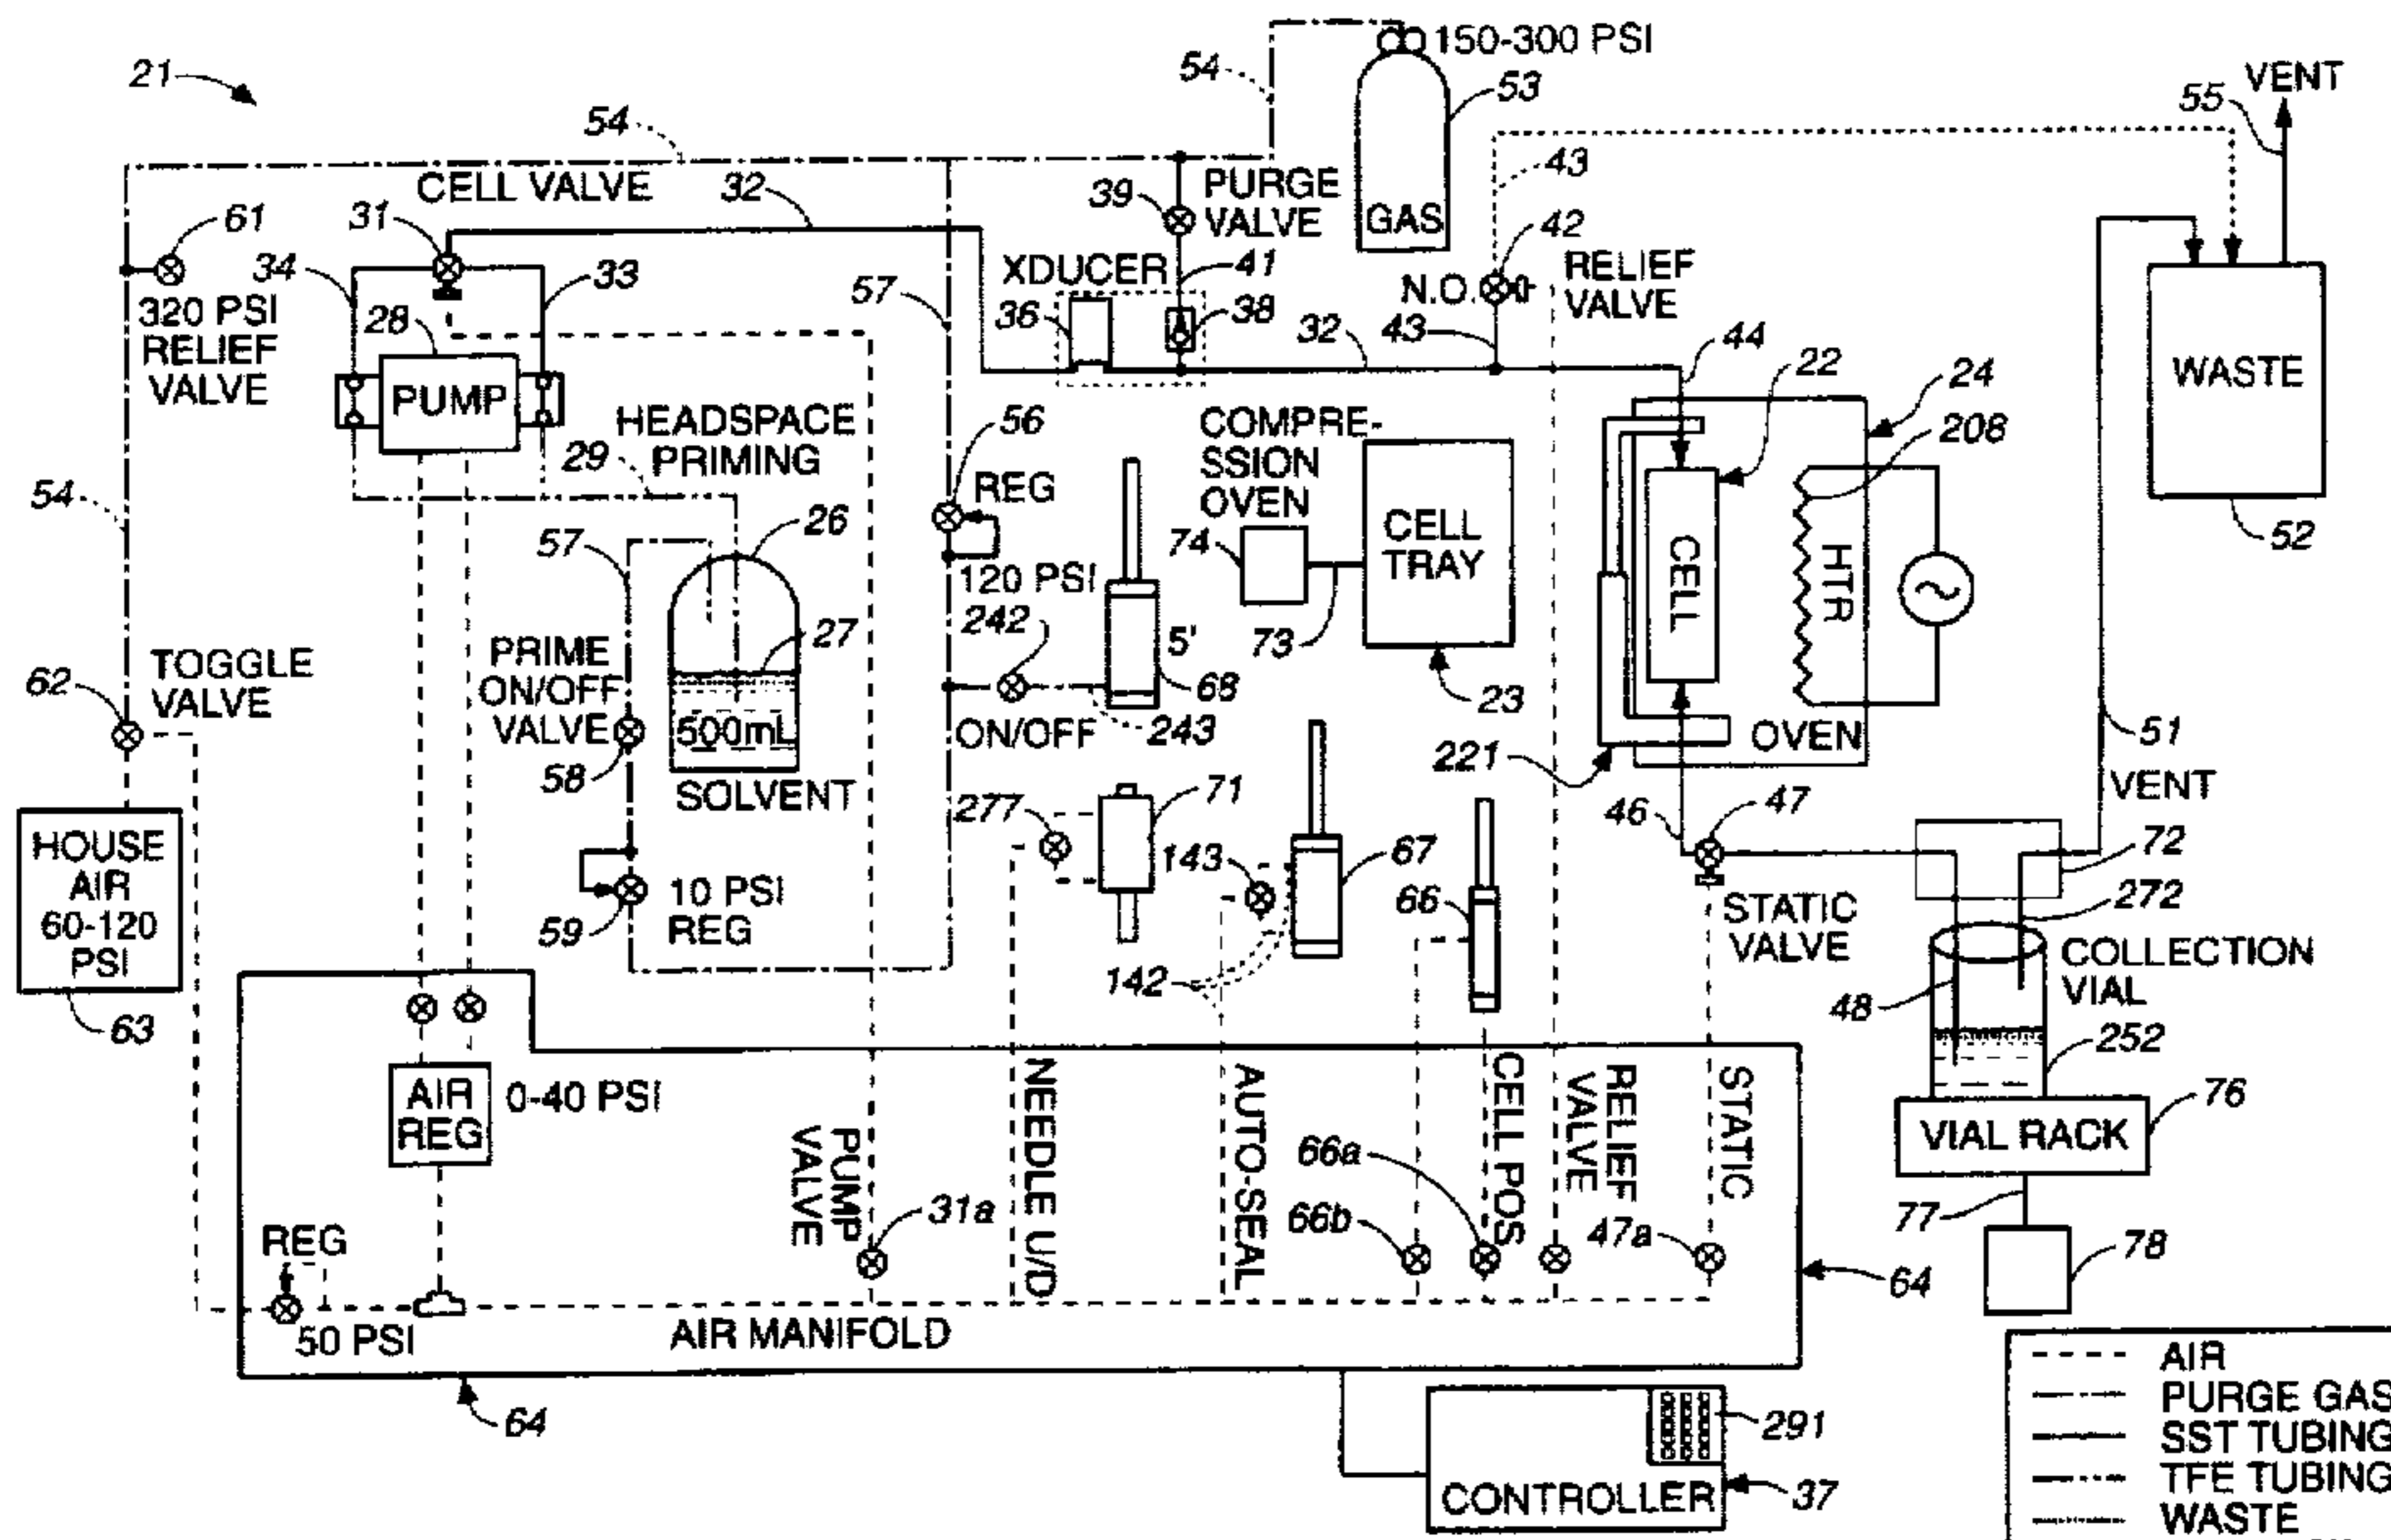 21
54
54
150-300 PSI
53
GAS
55
VENT
CELL VALVE
32
39
PURGE
VALVE
43
42
RELIEF
VALVE
N.O.
61
31
34
33
320 PSI
RELIEF
VALVE
28
PUMP
57
XDUCER
41
36
38
32
43
44
22
24
208
WASTE
52
HEADSPACE
PRIMING
29
56
REG
COMPRE-
SSION
OVEN
74
73
CELL
TRAY
23
CELL
HTR
OVEN
221
54
57
26
120 PSI
242
5'
68
27
PRIME
ON/OFF
VALVE
58
500mL
SOLVENT
ON/OFF
243
62
TOGGLE
VALVE
51
VENT
HOUSE
AIR
60-120
PSI
63
59
10 PSI
REG
277
71
143
67
142
66
46
47
STATIC
VALVE
72
272
COLLECTION
VIAL
48
252
AIR
REG
0-40 PSI
PUMP
VALVE
31a
NEEDLE U/D
AUTO-SEAL
66a
66b
CELL POS
RELIEF
VALVE
47a
STATIC
VIAL RACK
76
77
78
REG
50 PSI
AIR MANIFOLD
64
64
291
CONTROLLER
37
AIR
PURGE GAS
SST TUBING
TFE TUBING
WASTE